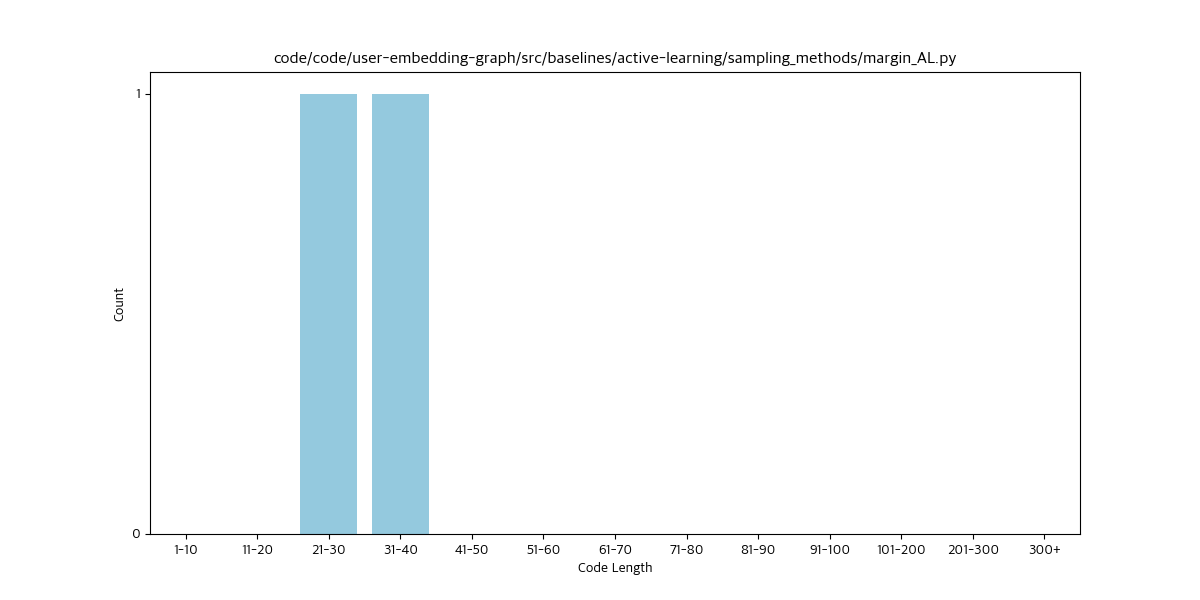 code/code/user-embedding-graph/src/baselines/active-learning/sampling_methods/margin_AL.py
1
Count
0
1-10 11-20 21-30 31-40 41-50 51-60 61-70 71-80 81-90 91-100 101-200 201-300 300+
Code Length